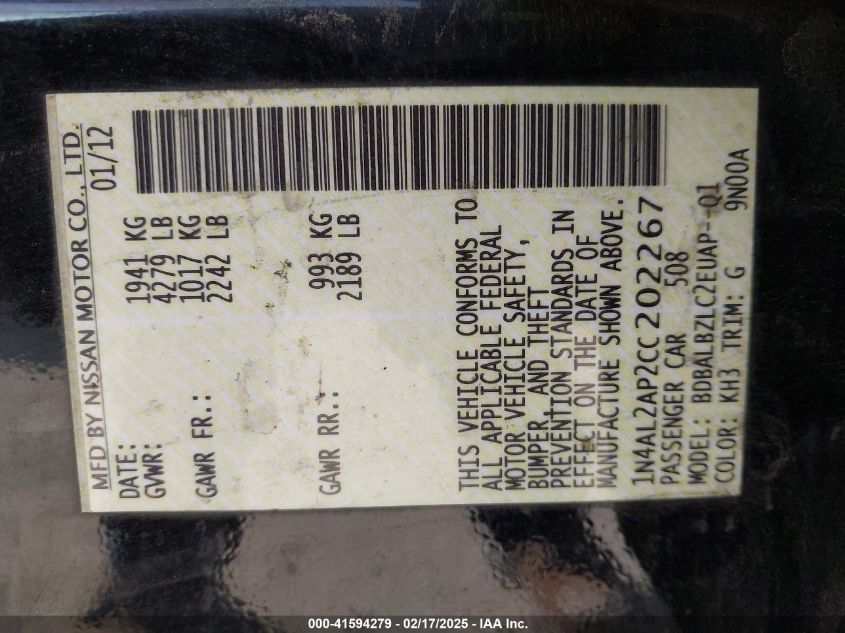 MFD BY NISSAN MOTOR CO., LTD.
DATE: 01/12
GVWR: 1941 KG
4279 LB
GAWR FR.: 1017 KG
2242 LB
GAWR RR.: 993 KG
2189 LB
THIS VEHICLE CONFORMS TO
ALL APPLICABLE FEDERAL
MOTOR VEHICLE SAFETY,
BUMPER, AND THEFT
PREVENTION STANDARDS IN
EFFECT ON THE DATE OF
MANUFACTURE SHOWN ABOVE.
1N4AL2AP2CC202267
PASSENGER CAR 508
MODEL: BDBALBZLC2EUAP--Q1
COLOR: KH3 TRIM: G 9N00A
000-41594279 - 02/17/2025 - IAA Inc.